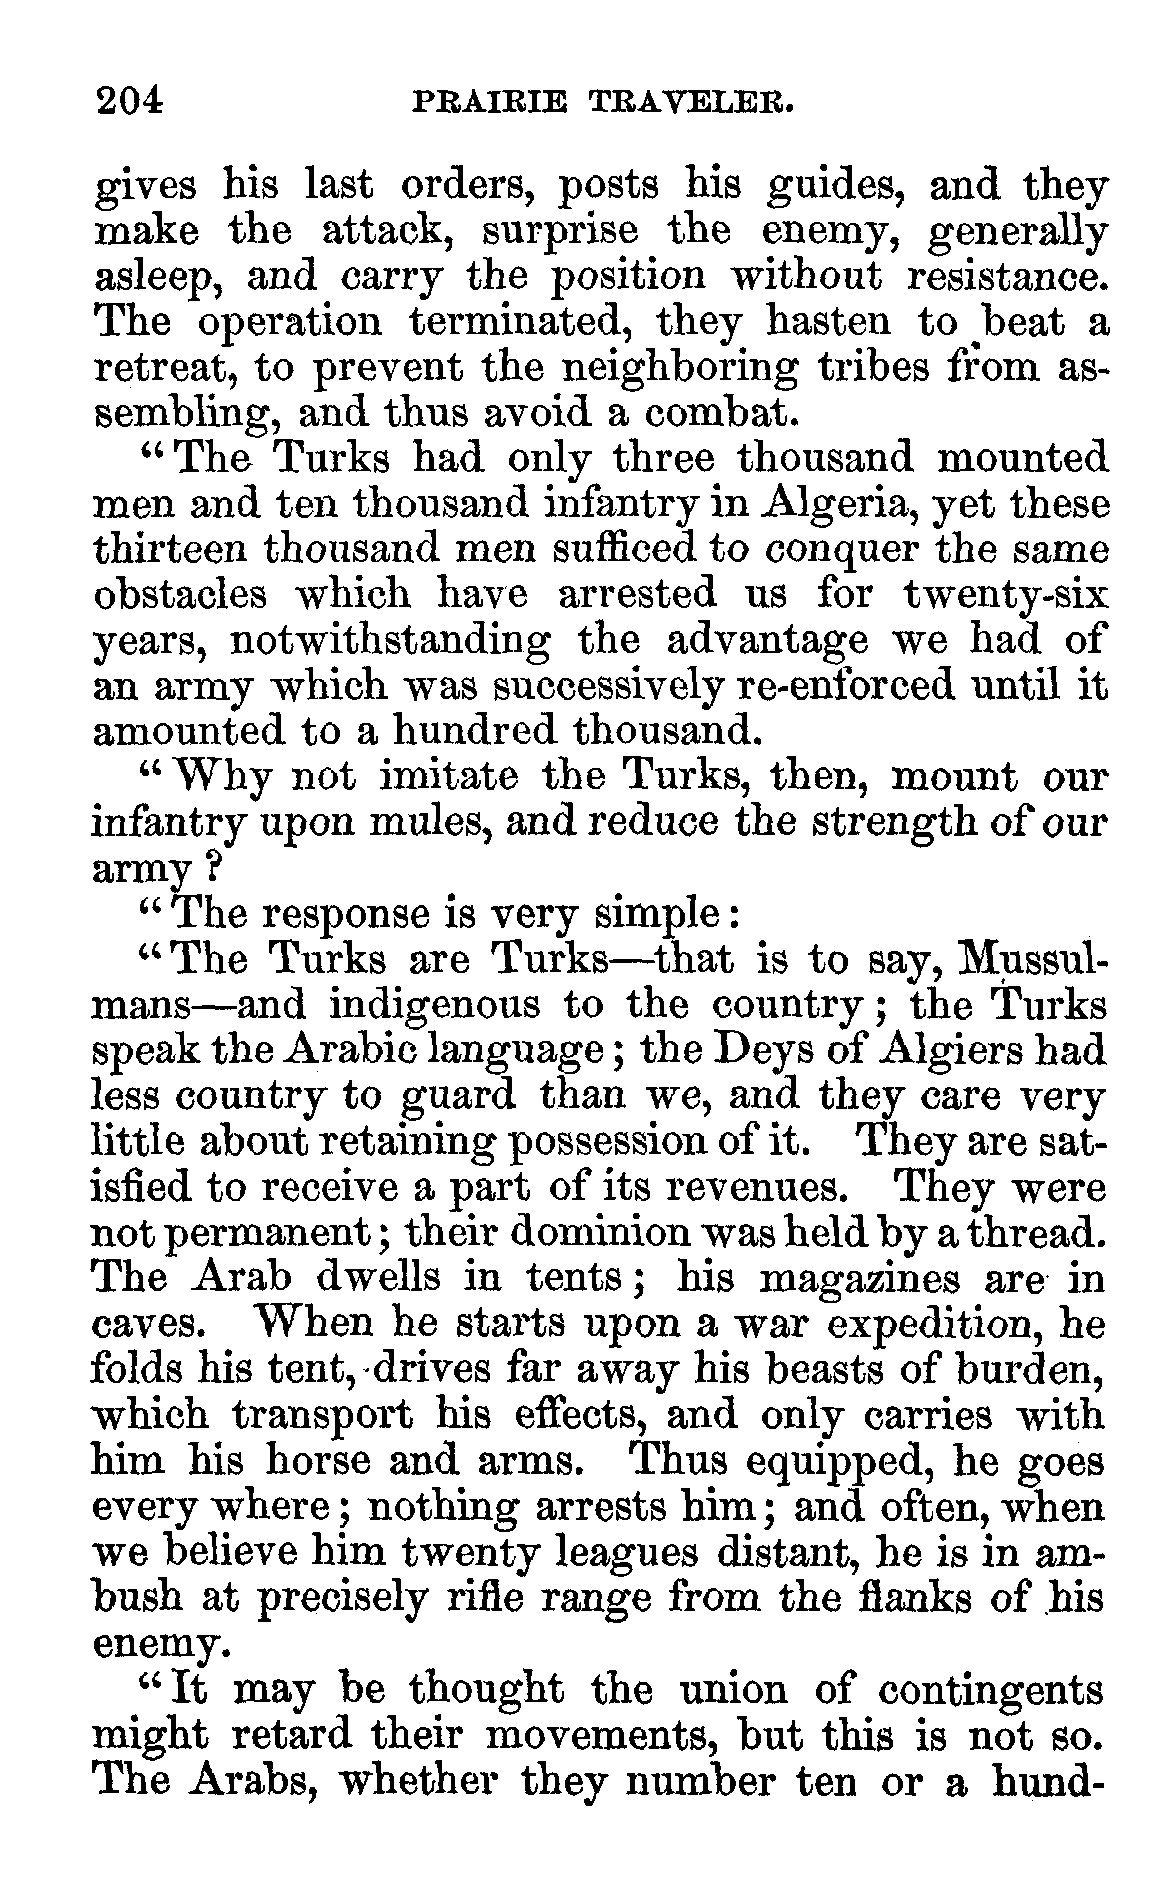 204 PRAIRIE TRAVELER.
gives his last orders, posts his guides, and they
make the attack, surprise the enemy, generally
asleep, and carry the position without resistance.
The operation terminated, they hasten to beat a
retreat, to prevent the neighboring tribes from as-
sembling, and thus avoid a combat.
“The Turks had only three thousand mounted
men and ten thousand infantry in Algeria, yet these
thirteen thousand men sufficed to conquer the same
obstacles which have arrested us for twenty-six
years, notwithstanding the advantage we had of
an army which was successively re-enforced until it
amounted to a hundred thousand.
“Why not imitate the Turks, then, mount our
infantry upon mules, and reduce the strength of our
army?
“The response is very simple:
“The Turks are Turks—that is to say, Mussul-
mans—and indigenous to the country; the Turks
speak the Arabic language; the Deys of Algiers had
less country to guard than we, and they care very
little about retaining possession of it. They are sat-
isfied to receive a part of its revenues. They were
not permanent; their dominion was held by a thread.
The Arab dwells in tents; his magazines are in
caves. When he starts upon a war expedition, he
folds his tent, drives far away his beasts of burden,
which transport his effects, and only carries with
him his horse and arms. Thus equipped, he goes
every where; nothing arrests him; and often, when
we believe him twenty leagues distant, he is in am-
bush at precisely rifle range from the flanks of his
enemy.
“It may be thought the union of contingents
might retard their movements, but this is not so.
The Arabs, whether they number ten or a hund-